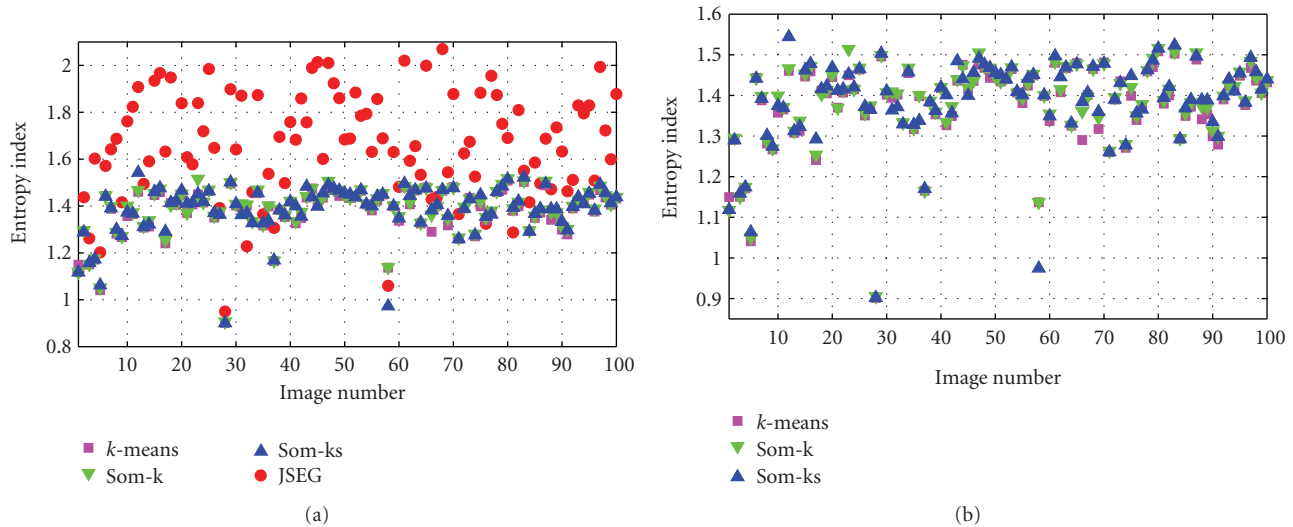 2
1.8
1.6
1.4
1.2
1
0.8
Entropy index
10 20 30 40 50 60 70 80 90 100
Image number
k-means
Som-k
Som-ks
JSEG
(a)
1.6
1.5
1.4
1.3
1.2
1.1
1
0.9
Entropy index
10 20 30 40 50 60 70 80 90 100
Image number
k-means
Som-k
Som-ks
(b)